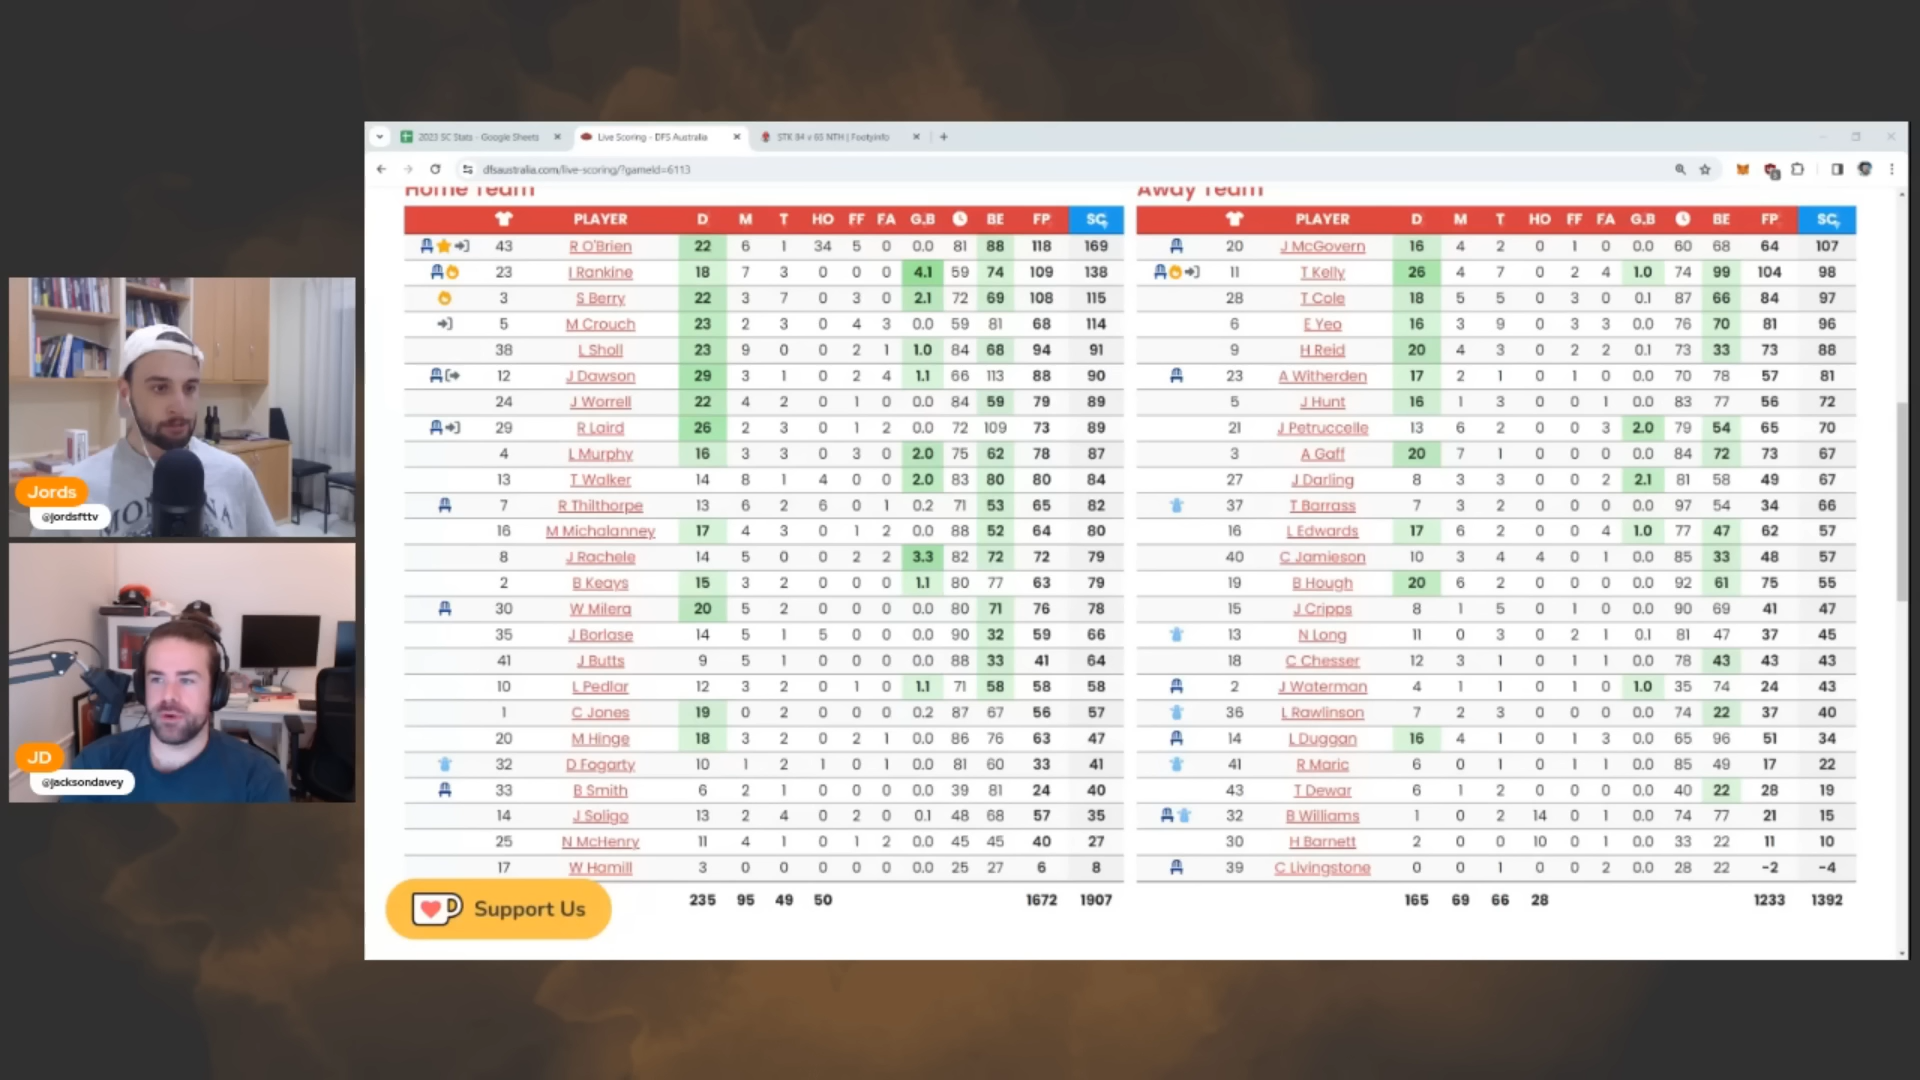 2023 SC Stats - Google Sheets
Live Scoring - DFS Australia
STK 84 v 65 NTH | FootyInfo
dfsaustralia.com/live-scoring/?gameId=6113
Home Team
PLAYER D M T HO FF FA G.B BE FP SC
43 R O'Brien 22 6 1 34 5 0 0.0 81 88 118 169
23 I Rankine 18 7 3 0 0 0 4.1 59 74 109 138
3 S Berry 22 3 7 0 3 0 2.1 72 69 108 115
5 M Crouch 23 2 3 0 4 3 0.0 59 81 68 114
38 L Sholl 23 9 0 0 2 1 1.0 84 68 94 91
12 J Dawson 29 3 1 0 2 4 1.1 66 113 88 90
24 J Worrell 22 4 2 0 1 0 0.0 84 59 79 89
29 R Laird 26 2 3 0 1 2 0.0 72 109 73 89
4 L Murphy 16 3 3 0 3 0 2.0 75 62 78 87
13 T Walker 14 8 1 4 0 0 2.0 83 80 80 84
7 R Thilthorpe 13 6 2 6 0 1 0.2 71 53 65 82
16 M Michalanney 17 4 3 0 1 2 0.0 88 52 64 80
8 J Rachele 14 5 0 0 2 2 3.3 82 72 72 79
2 B Keays 15 3 2 0 0 0 1.1 80 77 63 79
30 W Milera 20 5 2 0 0 0 0.0 80 71 76 78
35 J Borlase 14 5 1 5 0 0 0.0 90 32 59 66
41 J Butts 9 5 1 0 0 0 0.0 88 33 41 64
10 L Pedlar 12 3 2 0 1 0 1.1 71 58 58 58
1 C Jones 19 0 2 0 0 0 0.2 87 67 56 57
20 M Hinge 18 3 2 0 2 1 0.0 86 76 63 47
32 D Fogarty 10 1 2 1 0 1 0.0 81 60 33 41
33 B Smith 6 2 1 0 0 0 0.0 39 81 24 40
14 J Soligo 13 2 4 0 2 0 0.1 48 68 57 35
25 N McHenry 11 4 1 0 1 2 0.0 45 45 40 27
17 W Hamill 3 0 0 0 0 0 0.0 25 27 6 8
235 95 49 50 1672 1907
Away Team
PLAYER D M T HO FF FA G.B BE FP SC
20 J McGovern 16 4 2 0 1 0 0.0 60 68 64 107
11 T Kelly 26 4 7 0 2 4 1.0 74 99 104 98
28 T Cole 18 5 5 0 3 0 0.1 87 66 84 97
6 E Yeo 16 3 9 0 3 3 0.0 76 70 81 96
9 H Reid 20 4 3 0 2 2 0.1 73 33 73 88
23 A Witherden 17 2 1 0 1 0 0.0 70 78 57 81
5 J Hunt 16 1 3 0 0 1 0.0 83 77 56 72
21 J Petruccelle 13 6 2 0 0 3 2.0 79 54 65 70
3 A Gaff 20 7 1 0 0 0 0.0 84 72 73 67
27 J Darling 8 3 3 0 0 2 2.1 81 58 49 67
37 T Barrass 7 3 2 0 0 0 0.0 97 54 34 66
16 L Edwards 17 6 2 0 0 4 1.0 77 47 62 57
40 C Jamieson 10 3 4 4 0 1 0.0 85 33 48 57
19 B Hough 20 6 2 0 0 0 0.0 92 61 75 55
15 J Cripps 8 1 5 0 1 0 0.0 90 69 41 47
13 N Long 11 0 3 0 2 1 0.1 81 47 37 45
18 C Chesser 12 3 1 0 1 1 0.0 78 43 43 43
2 J Waterman 4 1 1 0 1 0 1.0 35 74 24 43
36 L Rawlinson 7 2 3 0 0 0 0.0 74 22 37 40
14 L Duggan 16 4 1 0 1 3 0.0 65 96 51 34
41 R Maric 6 0 1 0 1 1 0.0 85 49 17 22
43 T Dewar 6 1 2 0 0 0 0.0 40 22 28 19
32 B Williams 1 0 2 14 0 1 0.0 74 77 21 15
30 H Barnett 2 0 0 10 0 1 0.0 33 22 11 10
39 C Livingstone 0 0 1 0 0 2 0.0 28 22 -2 -4
165 69 66 28 1233 1392
Support Us
Jords
@jordsfttv
JD
@jacksondavey